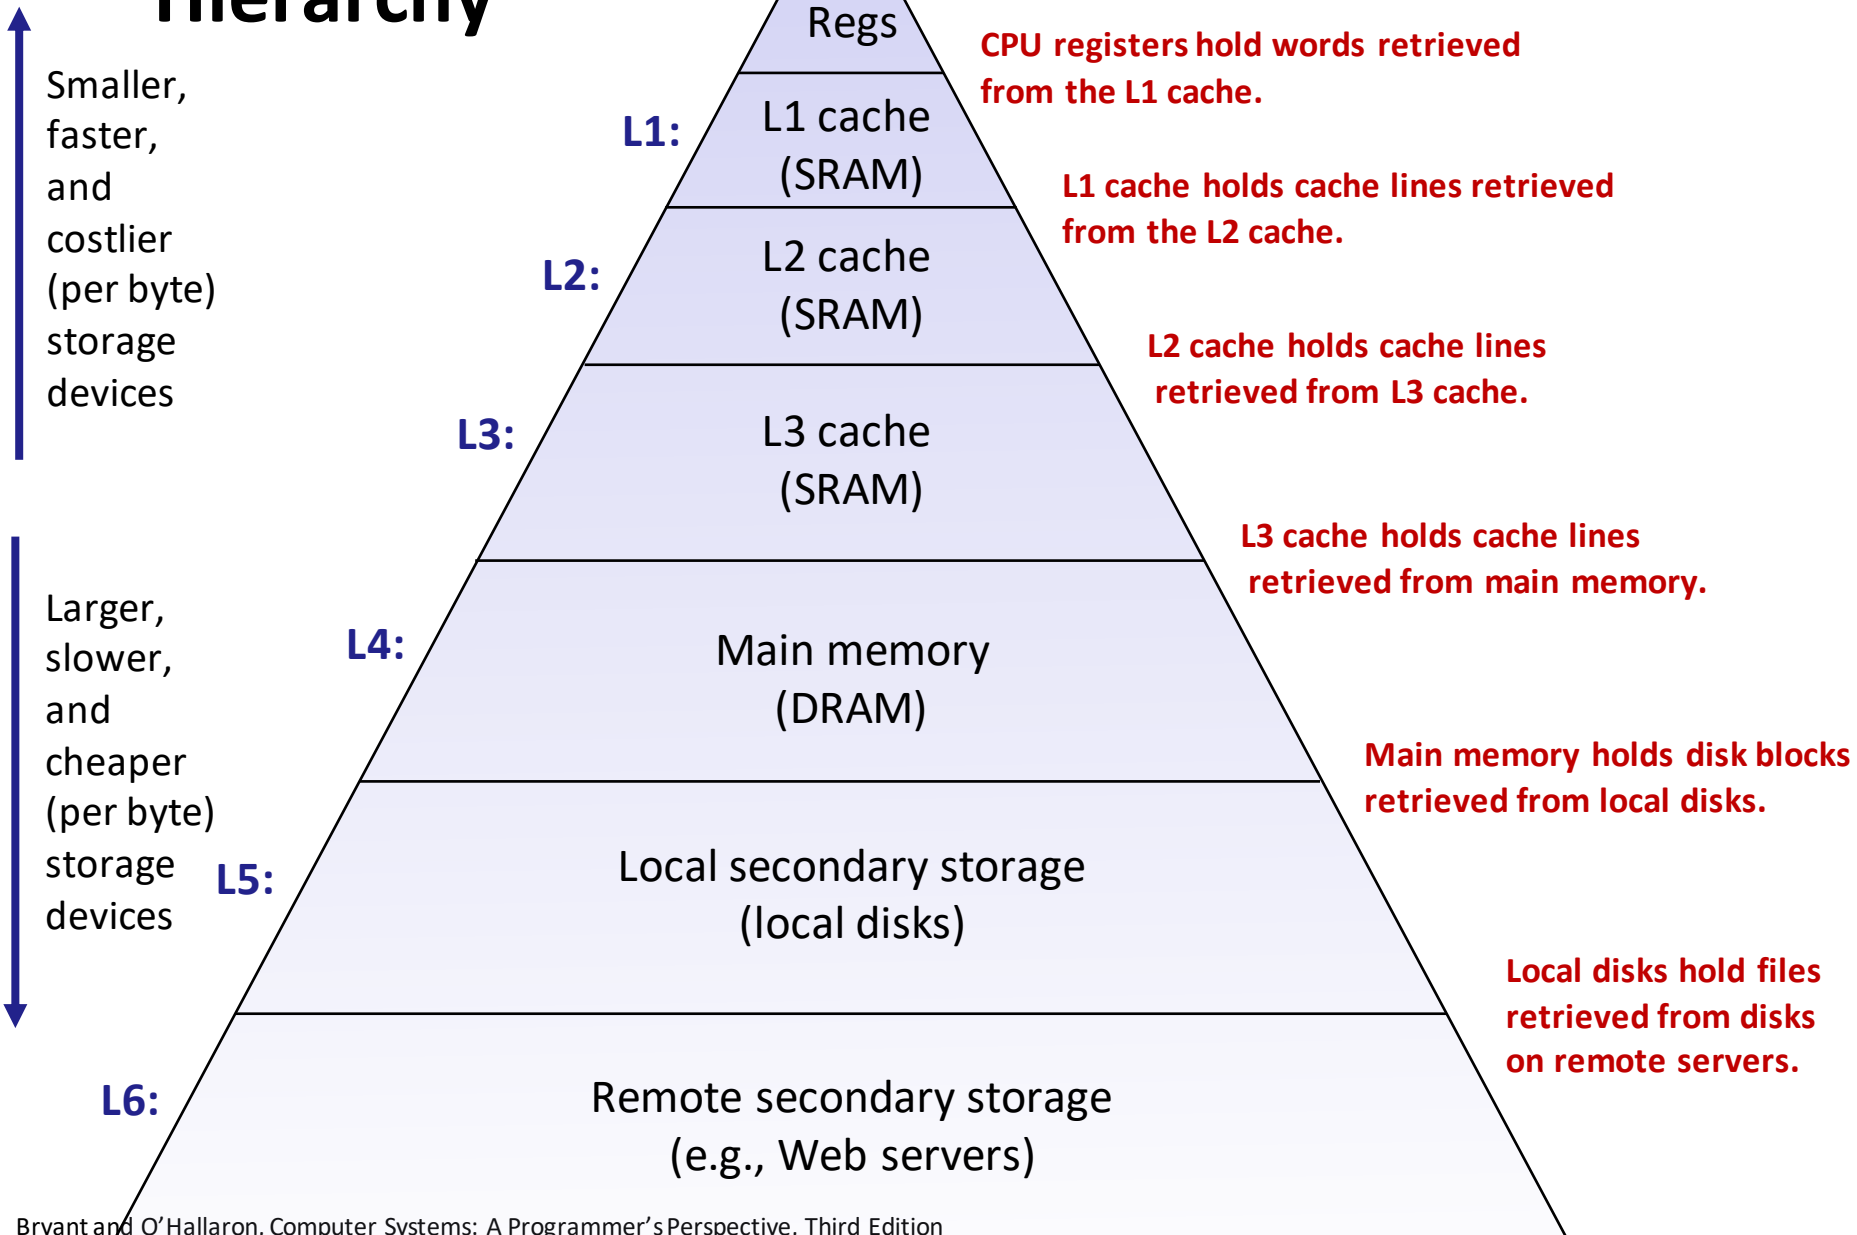 Hierarchy
Regs
CPU registers hold words retrieved
from the L1 cache.
Smaller,
faster,
and
costlier
(per byte)
storage
devices
L1:
L1 cache
(SRAM)
L1 cache holds cache lines retrieved
from the L2 cache.
L2:
L2 cache
(SRAM)
L2 cache holds cache lines
retrieved from L3 cache.
L3:
L3 cache
(SRAM)
L3 cache holds cache lines
retrieved from main memory.
Larger,
slower,
and
cheaper
(per byte)
storage
devices
L4:
Main memory
(DRAM)
Main memory holds disk blocks
retrieved from local disks.
L5:
Local secondary storage
(local disks)
Local disks hold files
retrieved from disks
on remote servers.
L6:
Remote secondary storage
(e.g., Web servers)
Bryant and O’Hallaron, Computer Systems: A Programmer’s Perspective, Third Edition